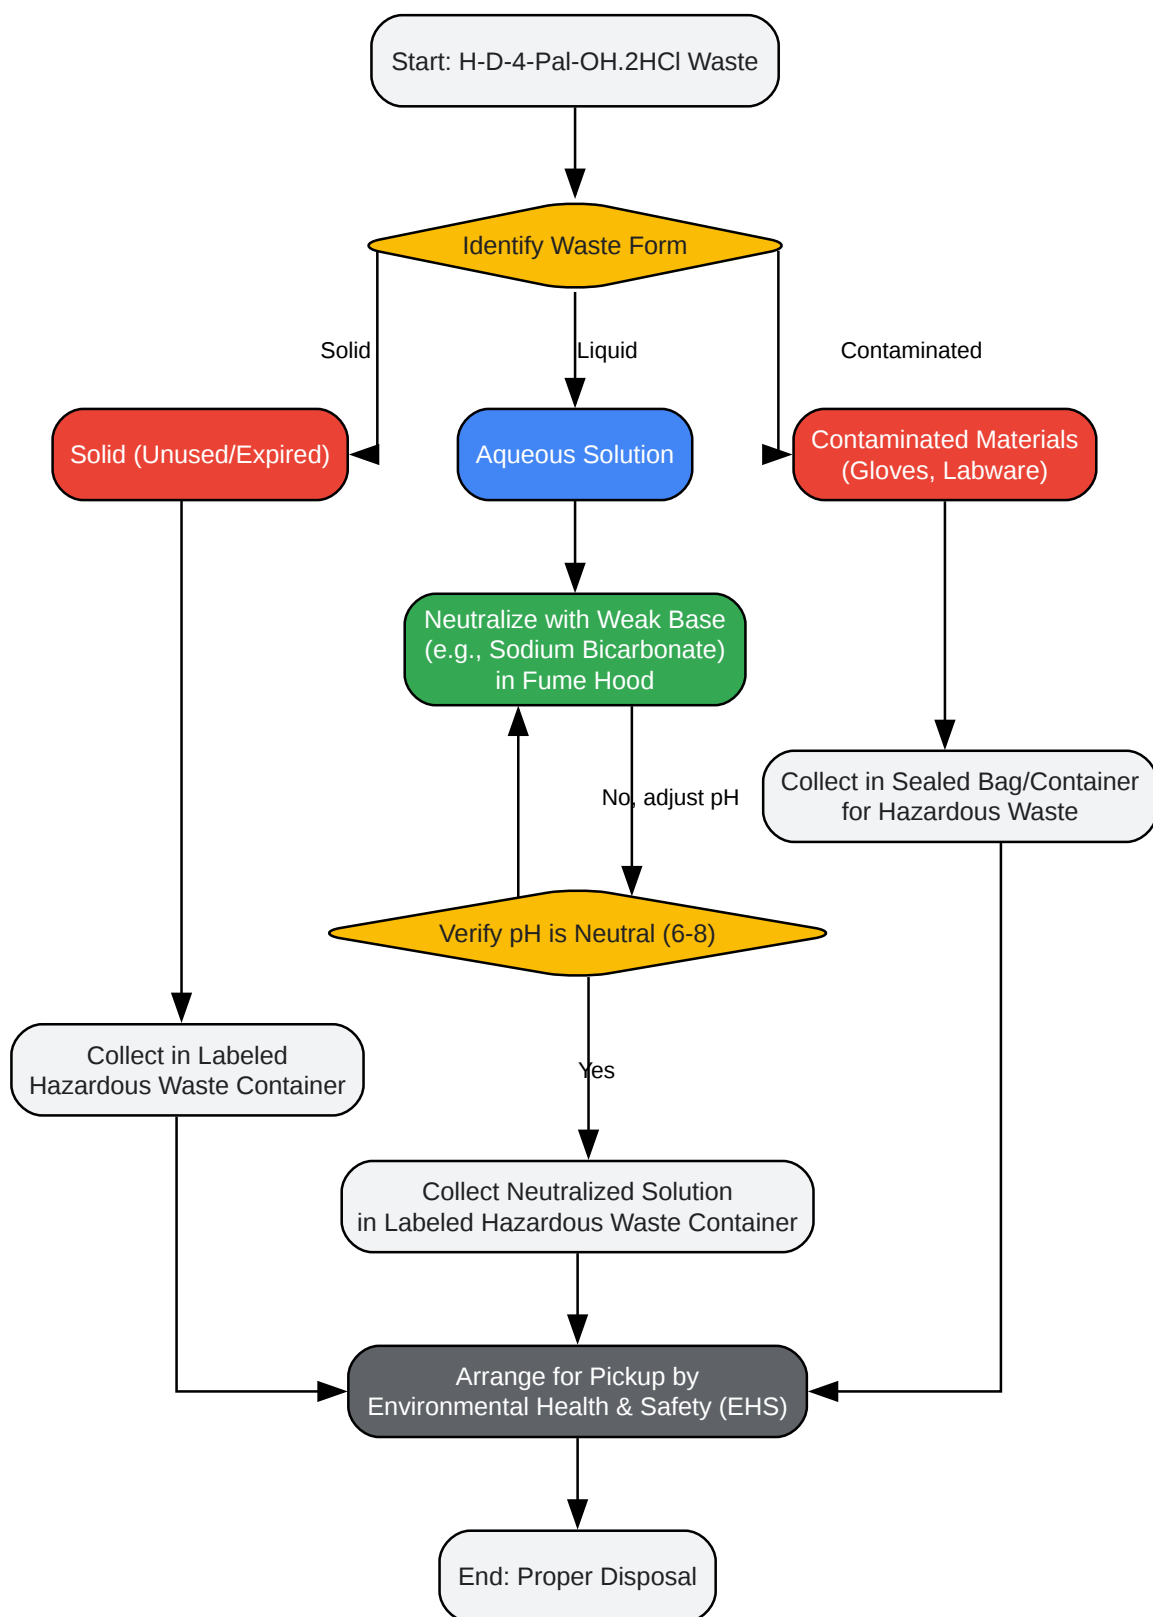 Start: H-D-4-Pal-OH.2HCl Waste
Identify Waste Form
Solid
Liquid
Contaminated
Solid (Unused/Expired)
Aqueous Solution
Contaminated Materials
(Gloves, Labware)
Neutralize with Weak Base
(e.g., Sodium Bicarbonate)
in Fume Hood
No, adjust pH
Collect in Sealed Bag/Container
for Hazardous Waste
Verify pH is Neutral (6-8)
Collect in Labeled
Hazardous Waste Container
Yes
Collect Neutralized Solution
in Labeled Hazardous Waste Container
Arrange for Pickup by
Environmental Health & Safety (EHS)
End: Proper Disposal